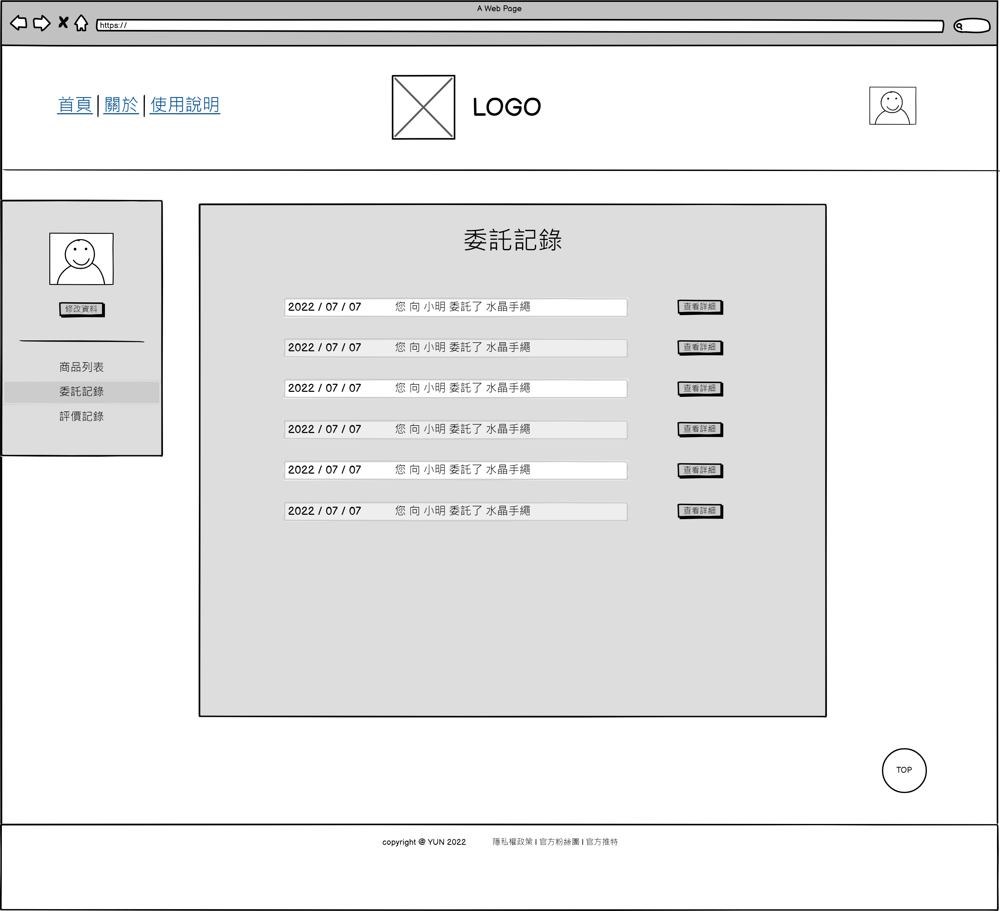 A Web Page
https://
首頁 | 關於 | 使用說明
LOGO
修改資料
商品列表
委託記錄
評價記錄
委託記錄
2022 / 07 / 07 您 向 小明 委託了 水晶手繩 查看詳細
2022 / 07 / 07 您 向 小明 委託了 水晶手繩 查看詳細
2022 / 07 / 07 您 向 小明 委託了 水晶手繩 查看詳細
2022 / 07 / 07 您 向 小明 委託了 水晶手繩 查看詳細
2022 / 07 / 07 您 向 小明 委託了 水晶手繩 查看詳細
2022 / 07 / 07 您 向 小明 委託了 水晶手繩 查看詳細
TOP
copyright @ YUN 2022 隱私權政策 | 官方粉絲團 | 官方推特